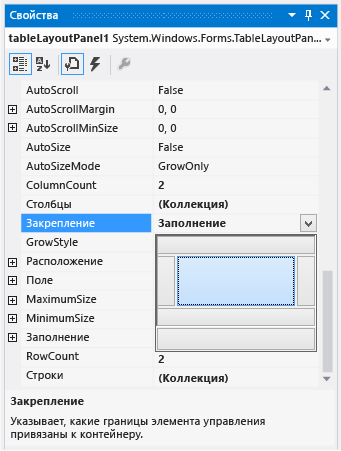 Свойства
tableLayoutPanel1 System.Windows.Forms.TableLayoutPan...
AutoScroll False
AutoScrollMargin 0, 0
AutoScrollMinSize 0, 0
AutoSize False
AutoSizeMode GrowOnly
ColumnCount 2
Столбцы (Коллекция)
Закрепление Заполнение
GrowStyle
Расположение
Поле
MaximumSize
MinimumSize
Заполнение
RowCount 2
Строки (Коллекция)
Закрепление
Указывает, какие границы элемента управления
привязаны к контейнеру.